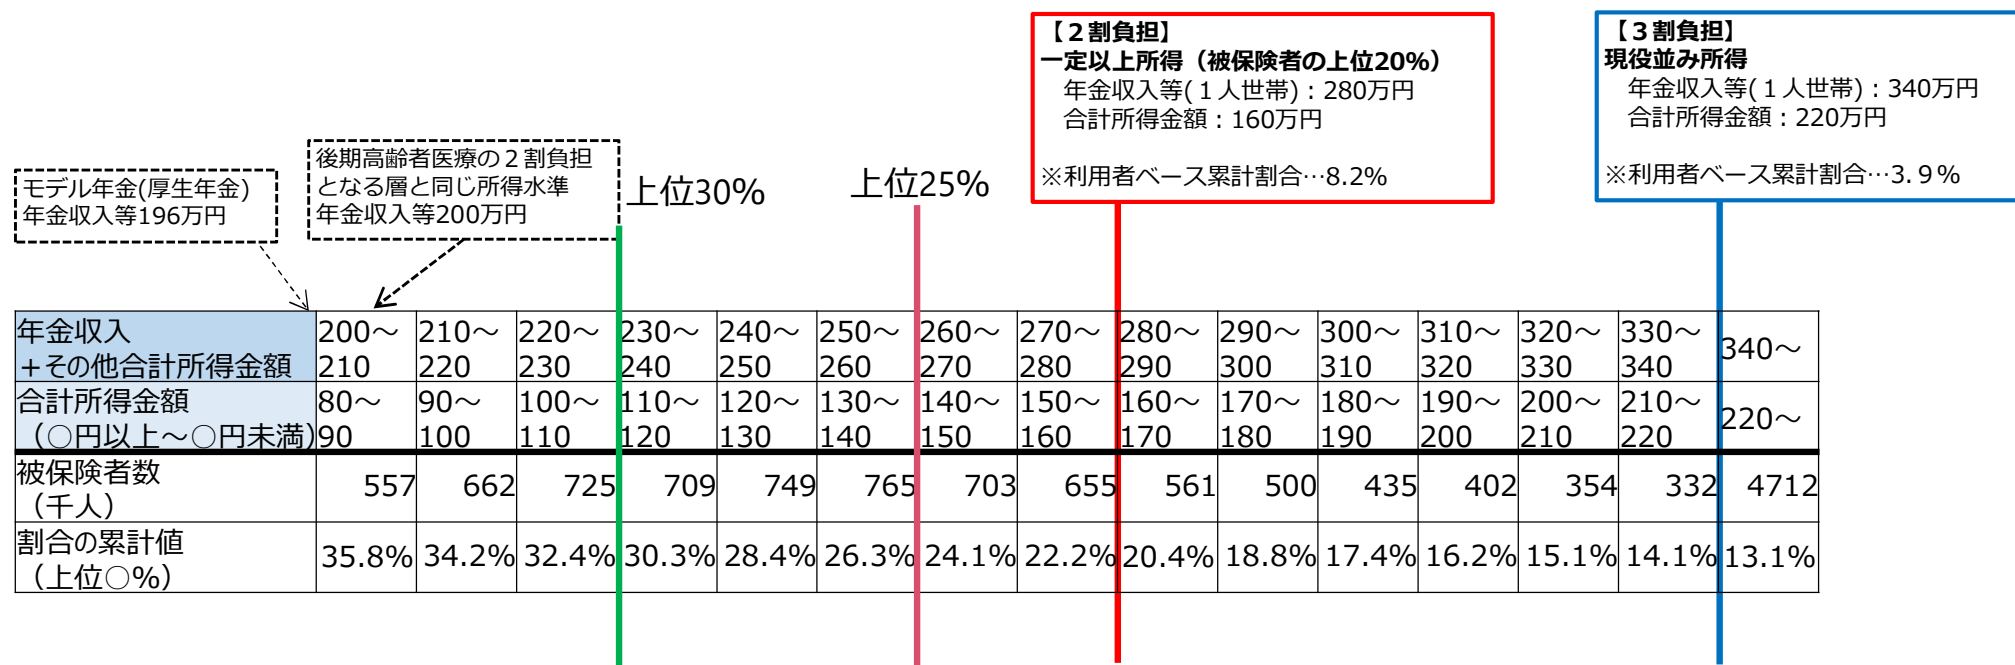 【２割負担】
一定以上所得（被保険者の上位20%）
年金収入等(１人世帯)：280万円
合計所得金額：160万円
※利用者ベース累計割合…8.2%
【３割負担】
現役並み所得
年金収入等(１人世帯)：340万円
合計所得金額：220万円
※利用者ベース累計割合…3.９％
モデル年金(厚生年金)
年金収入等196万円
後期高齢者医療の２割負担
となる層と同じ所得水準
年金収入等200万円
上位30%
上位25%
年金収入 200～ 210～ 220～ 230～ 240～ 250～ 260～ 270～ 280～ 290～ 300～ 310～ 320～ 330～ 340～
＋その他合計所得金額 210 220 230 240 250 260 270 280 290 300 310 320 330 340
合計所得金額 80～ 90～ 100～ 110～ 120～ 130～ 140～ 150～ 160～ 170～ 180～ 190～ 200～ 210～ 220～
（○円以上～○円未満） 90 100 110 120 130 140 150 160 170 180 190 200 210 220
被保険者数
（千人） 557 662 725 709 749 765 703 655 561 500 435 402 354 332 4712
割合の累計値
（上位○%） 35.8% 34.2% 32.4% 30.3% 28.4% 26.3% 24.1% 22.2% 20.4% 18.8% 17.4% 16.2% 15.1% 14.1% 13.1%